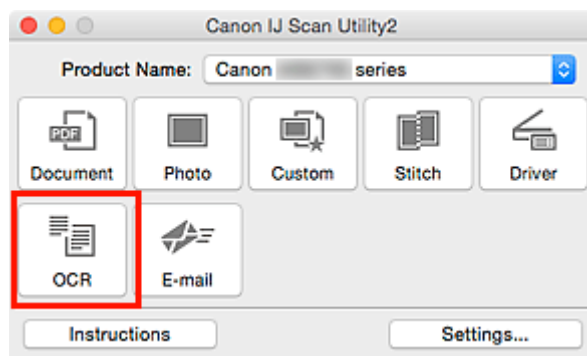 Canon IJ Scan Utility2
Product Name: Canon series
PDF
Document Photo Custom Stitch Driver
OCR E-mail
Instructions Settings...